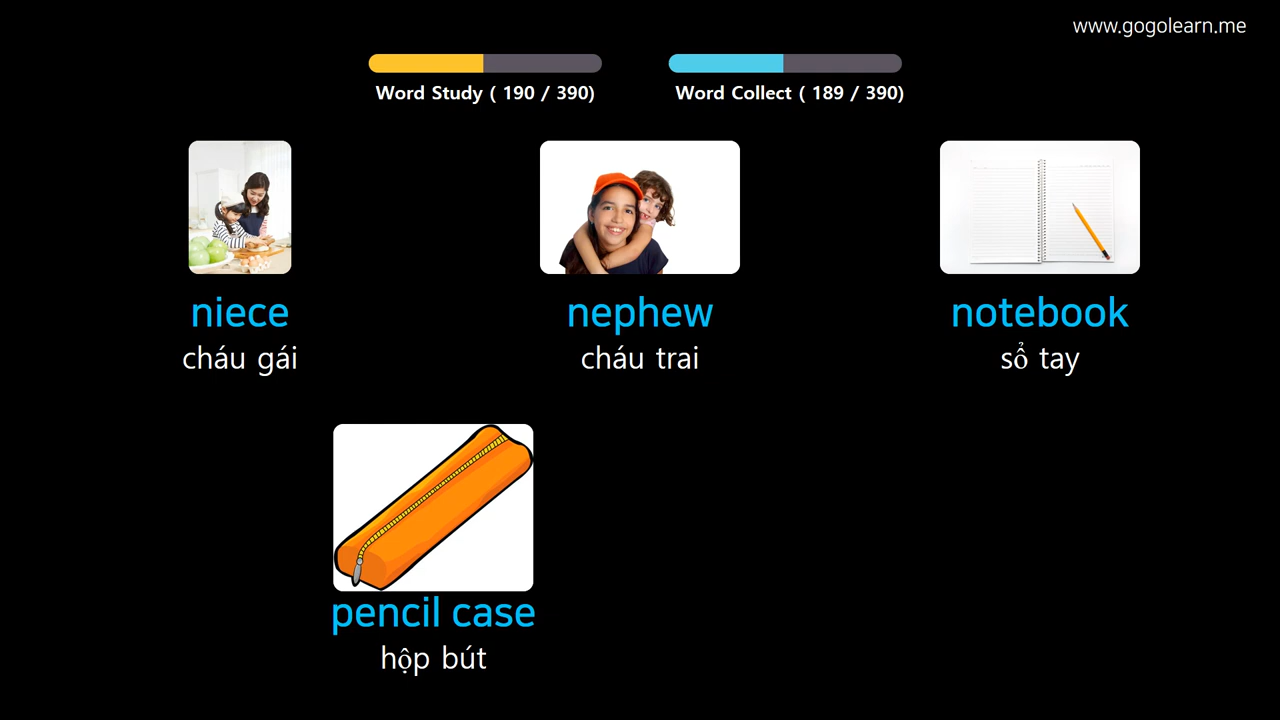 www.gogolearn.me
Word Study ( 190 / 390)
Word Collect ( 189 / 390)
niece
cháu gái
nephew
cháu trai
notebook
sổ tay
pencil case
hộp bút